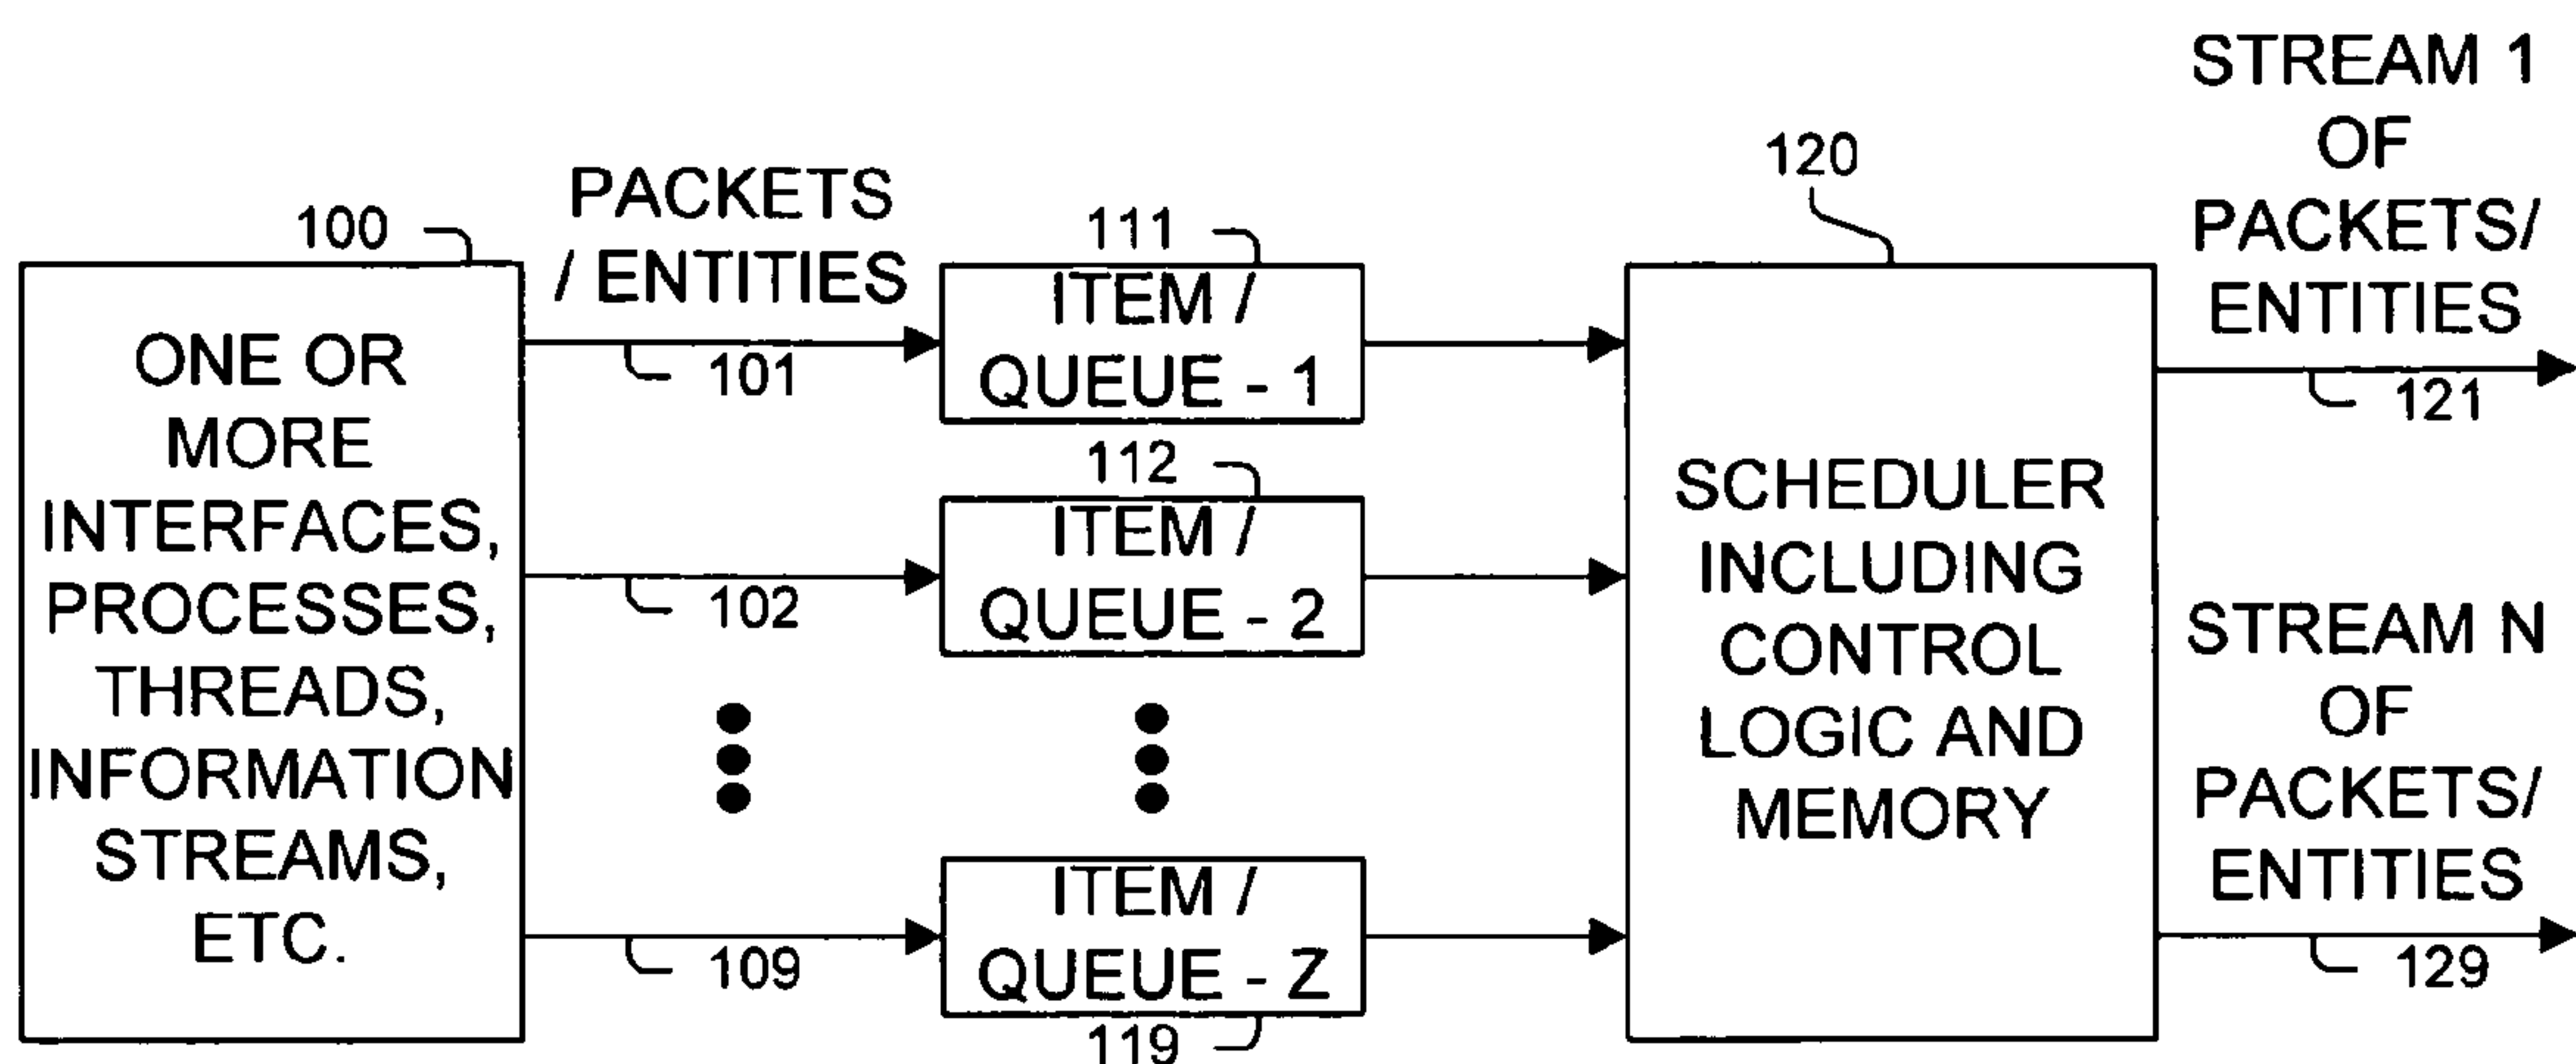 100
ONE OR
MORE
INTERFACES,
PROCESSES,
THREADS,
INFORMATION
STREAMS,
ETC.
PACKETS
/ ENTITIES
101
102
109
111
ITEM /
QUEUE - 1
112
ITEM /
QUEUE - 2
ITEM /
QUEUE - Z
119
120
SCHEDULER
INCLUDING
CONTROL
LOGIC AND
MEMORY
STREAM 1
OF
PACKETS/
ENTITIES
121
STREAM N
OF
PACKETS/
ENTITIES
129